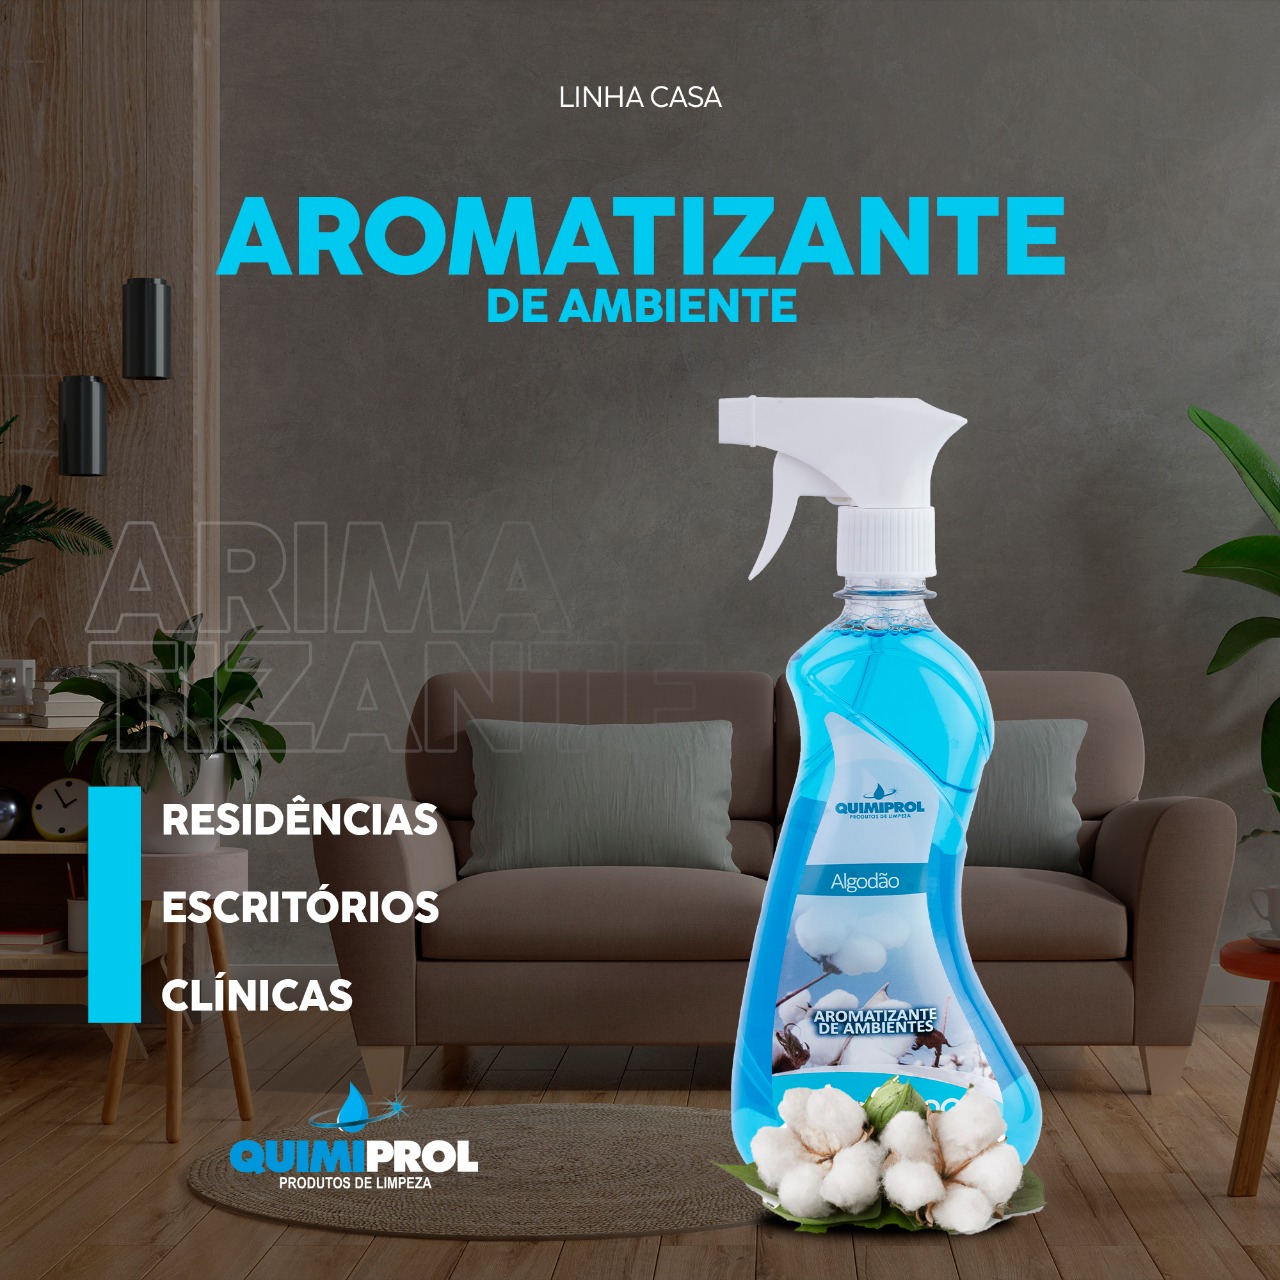 LINHA CASA
AROMATIZANTE
DE AMBIENTE
ARIMA
TIZANTE
RESIDÊNCIAS
ESCRITÓRIOS
CLÍNICAS
QUIMIPROL
PRODUTOS DE LIMPEZA
QUIMIPROL
PRODUTOS DE LIMPEZA
Algodão
AROMATIZANTE
DE AMBIENTES